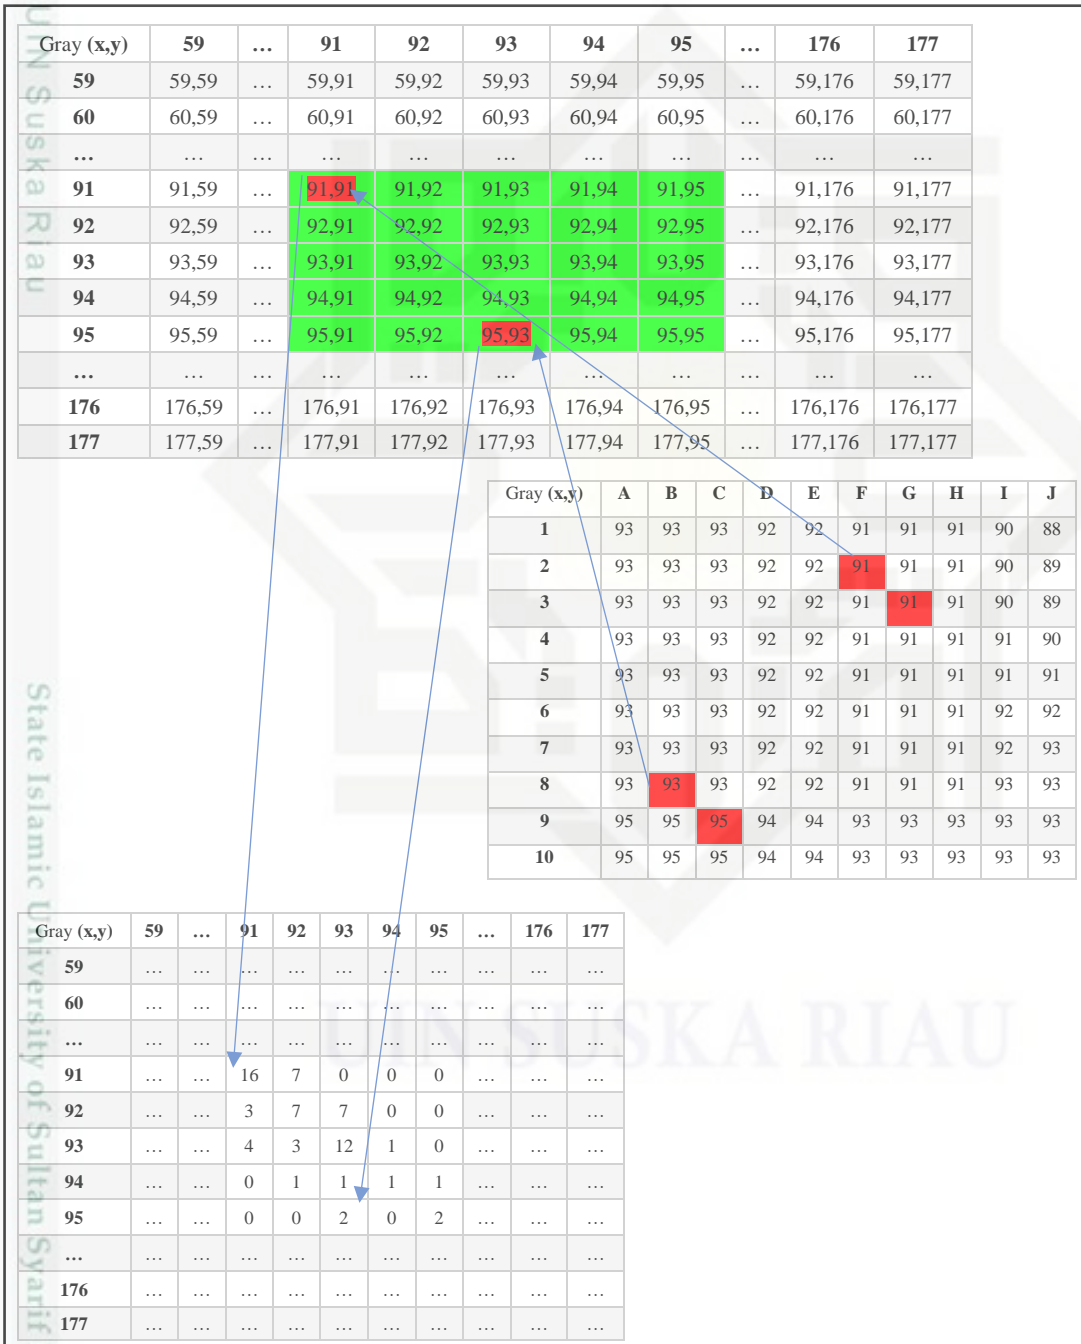 Gray (x,y) 59 … 91 92 93 94 95 … 176 177
59 59,59 … 59,91 59,92 59,93 59,94 59,95 … 59,176 59,177
60 60,59 … 60,91 60,92 60,93 60,94 60,95 … 60,176 60,177
… … … … … … … … … … …
91 91,59 … 91,91 91,92 91,93 91,94 91,95 … 91,176 91,177
92 92,59 … 92,91 92,92 92,93 92,94 92,95 … 92,176 92,177
93 93,59 … 93,91 93,92 93,93 93,94 93,95 … 93,176 93,177
94 94,59 … 94,91 94,92 94,93 94,94 94,95 … 94,176 94,177
95 95,59 … 95,91 95,92 95,93 95,94 95,95 … 95,176 95,177
… … … … … … … … … … …
176 176,59 … 176,91 176,92 176,93 176,94 176,95 … 176,176 176,177
177 177,59 … 177,91 177,92 177,93 177,94 177,95 … 177,176 177,177
Gray (x,y) A B C D E F G H I J
1 93 93 93 92 92 91 91 91 90 88
2 93 93 93 92 92 91 91 91 90 89
3 93 93 93 92 92 91 91 91 90 89
4 93 93 93 92 92 91 91 91 91 90
5 93 93 93 92 92 91 91 91 91 91
6 93 93 93 92 92 91 91 91 92 92
7 93 93 93 92 92 91 91 91 92 93
8 93 93 93 92 92 91 91 91 93 93
9 95 95 95 94 94 93 93 93 93 93
10 95 95 95 94 94 93 93 93 93 93
Gray (x,y) 59 … 91 92 93 94 95 … 176 177
59 … … … … … … … … … …
60 … … … … … … … … … …
… … … … … … … … … … …
91 … … 16 7 0 0 0 … … …
92 … … 3 7 7 0 0 … … …
93 … … 4 3 12 1 0 … … …
94 … … 0 1 1 1 1 … … …
95 … … 0 0 2 0 2 … … …
… … … … … … … … … … …
176 … … … … … … … … … …
177 … … … … … … … … … …
UIN Suska Riau
State Islamic University of Sultan Syarif
UIN SUSKA RIAU